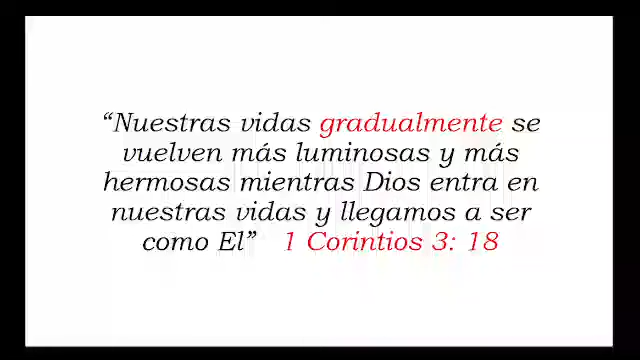 “Nuestras vidas gradualmente se
vuelven más luminosas y más
hermosas mientras Dios entra en
nuestras vidas y llegamos a ser
como El” 1 Corintios 3: 18